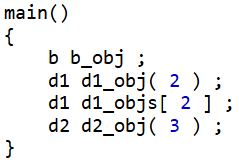 main()
{
    b b_obj ;
    d1 d1_obj( 2 ) ;
    d1 d1_objs[ 2 ] ;
    d2 d2_obj( 3 ) ;
}